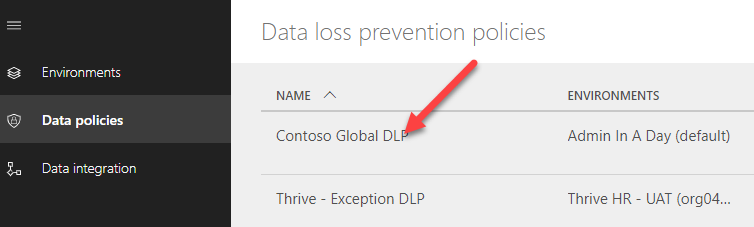 Data loss prevention policies
Environments
Data policies
Data integration
NAME ENVIRONMENTS
Contoso Global DLP Admin In A Day (default)
Thrive - Exception DLP Thrive HR - UAT (org04...